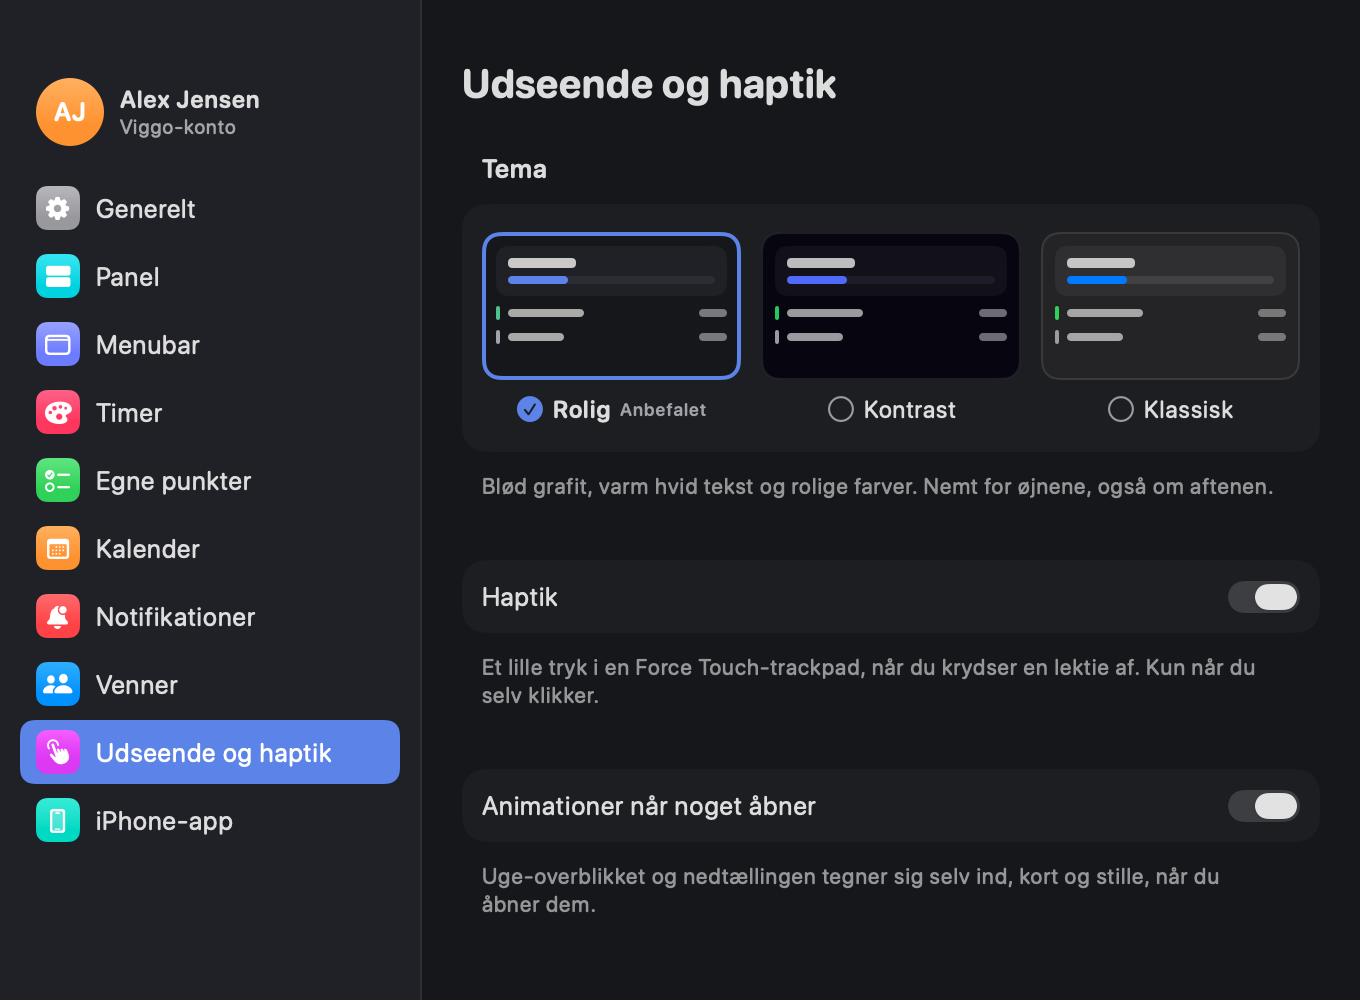 AJ
Alex Jensen
Viggo-konto
Generelt
Panel
Menubar
Timer
Egne punkter
Kalender
Notifikationer
Venner
Udseende og haptik
iPhone-app
Udseende og haptik
Tema
Rolig Anbefalet
Kontrast
Klassisk
Blød grafit, varm hvid tekst og rolige farver. Nemt for øjnene, også om aftenen.
Haptik
Et lille tryk i en Force Touch-trackpad, når du krydser en lektie af. Kun når du
selv klikker.
Animationer når noget åbner
Uge-overblikket og nedtællingen tegner sig selv ind, kort og stille, når du
åbner dem.